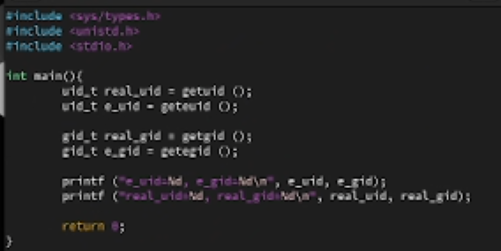 #include <sys/types.h>
#include <unistd.h>
#include <stdio.h>

int main(){
        uid_t real_uid = getuid ();
        uid_t e_uid = geteuid ();

        gid_t real_gid = getgid ();
        gid_t e_gid = getegid ();

        printf ("e_uid=%d, e_gid=%d\n", e_uid, e_gid);
        printf ("real_uid=%d, real_gid=%d\n", real_uid, real_gid);

        return 0;
}